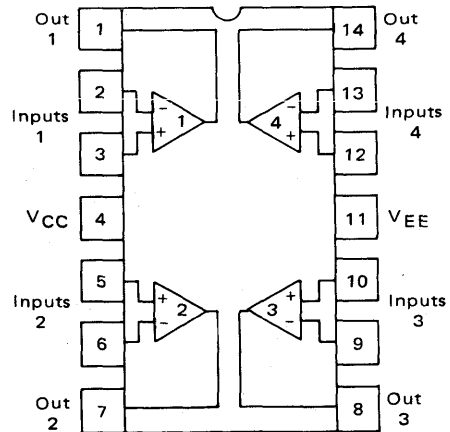 Out 1
1
14
Out 4
2
13
Inputs 1
−
+
1
−
+
4
Inputs 4
3
12
VCC
4
11
VEE
5
10
Inputs 2
+
−
2
+
−
3
Inputs 3
6
9
Out 2
7
8
Out 3